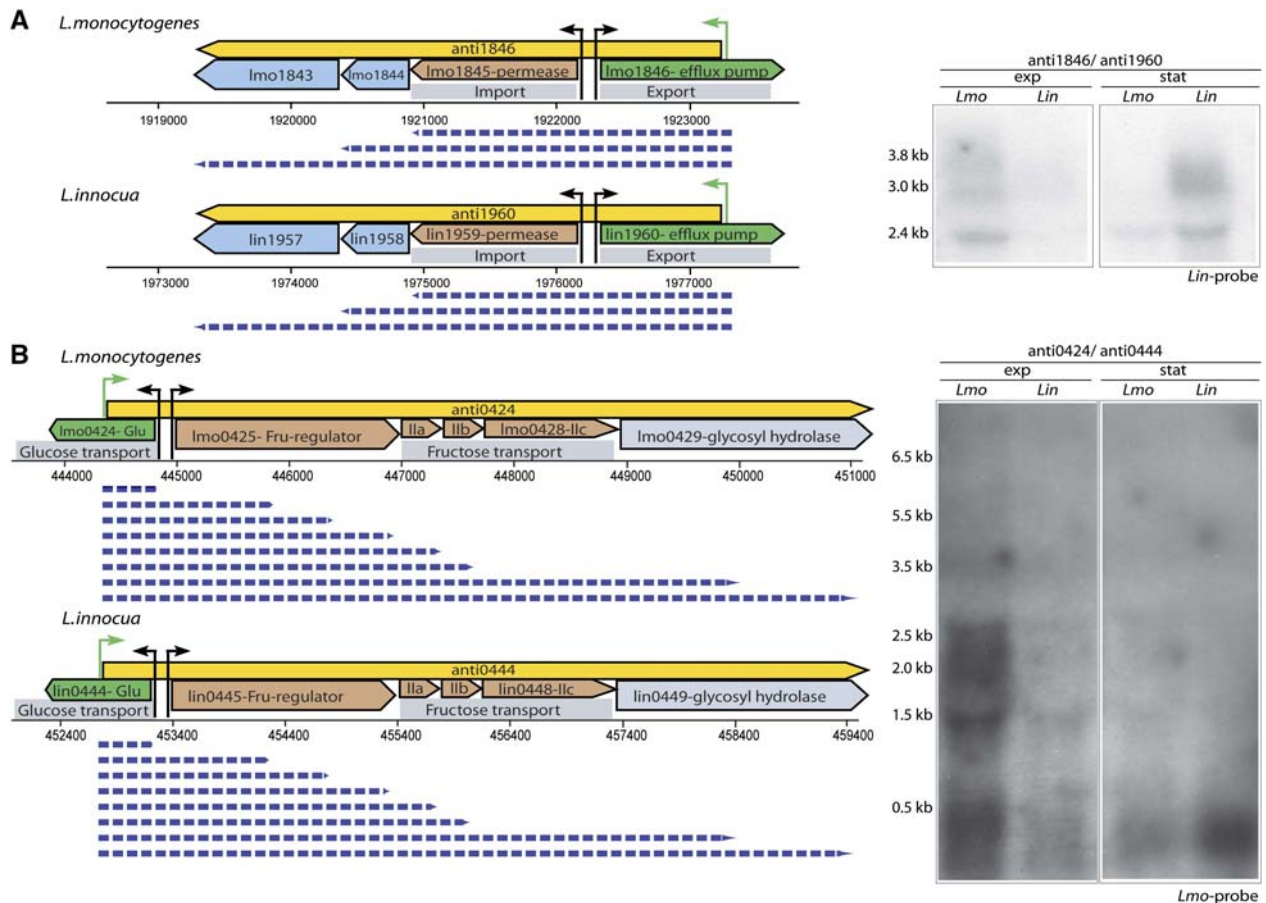 A
L.monocytogenes
anti1846
lmo1843
lmo1844
lmo1845-permease
lmo1846- efflux pump
Import
Export
1919000
1920000
1921000
1922000
1923000
L.innocua
anti1960
lin1957
lin1958
lin1959-permease
lin1960- efflux pump
Import
Export
1973000
1974000
1975000
1976000
1977000
anti1846/ anti1960
exp
stat
Lmo
Lin
Lmo
Lin
3.8 kb
3.0 kb
2.4 kb
Lin-probe
B
L.monocytogenes
anti0424
lmo0424- Glu
lmo0425- Fru-regulator
IIa
IIb
lmo0428-IIc
lmo0429-glycosyl hydrolase
Glucose transport
Fructose transport
444000
445000
446000
447000
448000
449000
450000
451000
L.innocua
anti0444
lin0444- Glu
lin0445-Fru-regulator
IIa
IIb
lin0448-IIc
lin0449-glycosyl hydrolase
Glucose transport
Fructose transport
452400
453400
454400
455400
456400
457400
458400
459400
anti0424/ anti0444
exp
stat
Lmo
Lin
Lmo
Lin
6.5 kb
5.5 kb
3.5 kb
2.5 kb
2.0 kb
1.5 kb
0.5 kb
Lmo-probe